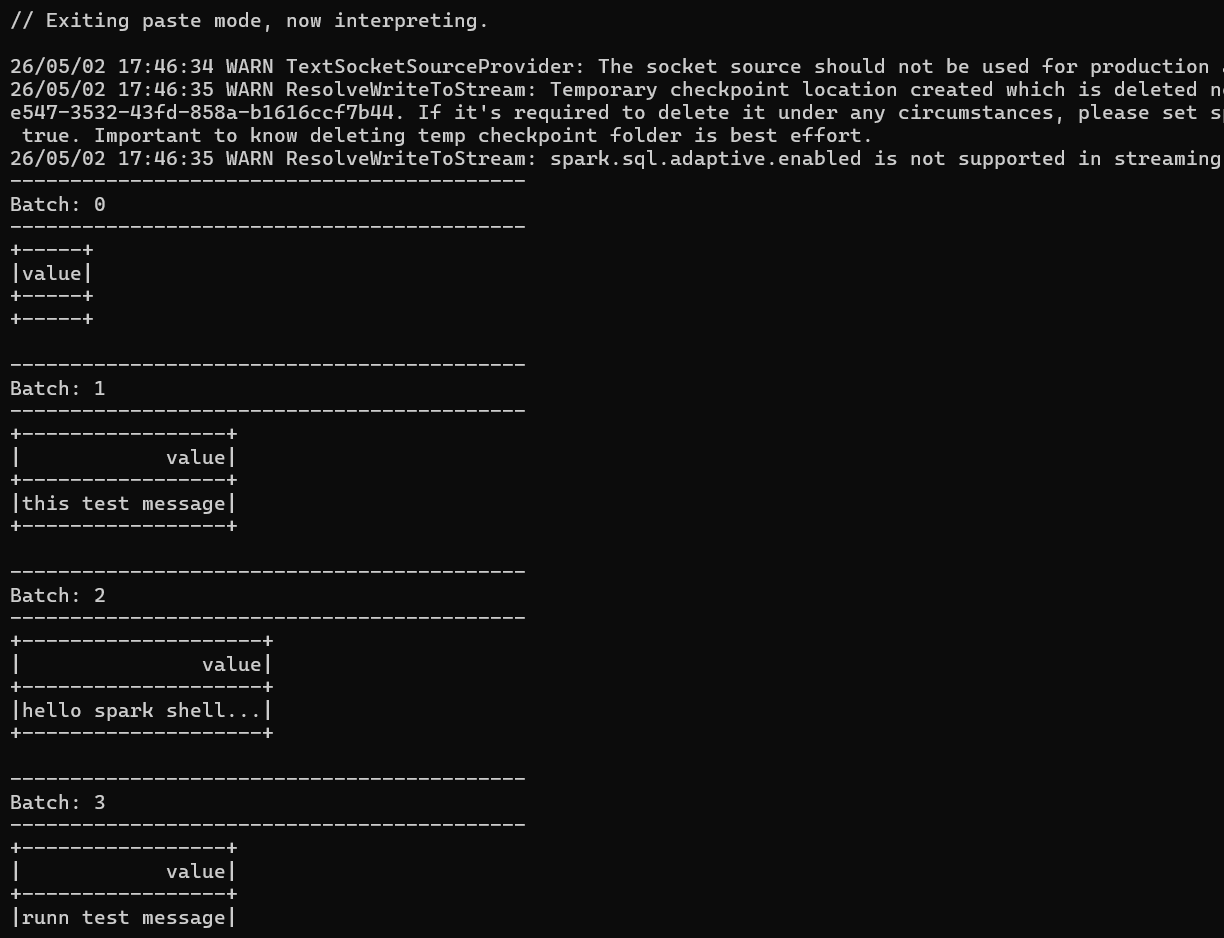 // Exiting paste mode, now interpreting.
26/05/02 17:46:34 WARN TextSocketSourceProvider: The socket source should not be used for production
26/05/02 17:46:35 WARN ResolveWriteToStream: Temporary checkpoint location created which is deleted
e547-3532-43fd-858a-b1616ccf7b44. If it's required to delete it under any circumstances, please set
true. Important to know deleting temp checkpoint folder is best effort.
26/05/02 17:46:35 WARN ResolveWriteToStream: spark.sql.adaptive.enabled is not supported in streaming
-------------------------------------------
Batch: 0
-------------------------------------------
+-----+
|value|
+-----+
+-----+
-------------------------------------------
Batch: 1
-------------------------------------------
+-----------------+
|            value|
+-----------------+
|this test message|
+-----------------+
-------------------------------------------
Batch: 2
-------------------------------------------
+--------------------+
|               value|
+--------------------+
|hello spark shell...|
+--------------------+
-------------------------------------------
Batch: 3
-------------------------------------------
+-----------------+
|            value|
+-----------------+
|runn test message|